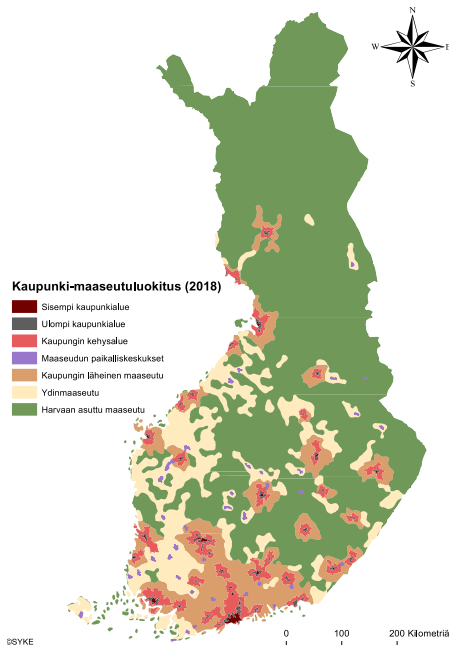 N
W E
S
Kaupunki-maaseutuluokitus (2018)
Sisempi kaupunkialue
Ulompi kaupunkialue
Kaupungin kehysalue
Maaseudun paikalliskeskukset
Kaupungin läheinen maaseutu
Ydinmaaseutu
Harvaan asuttu maaseutu
©SYKE
0 100 200 Kilometriä